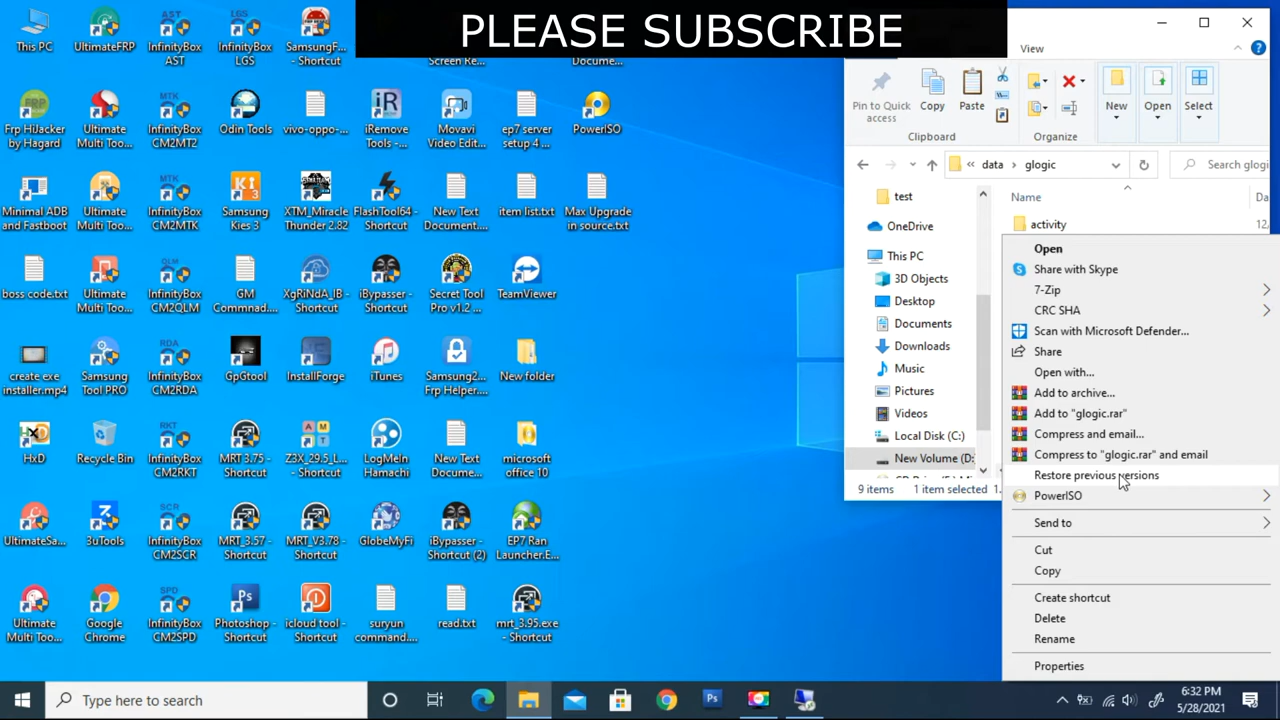 PLEASE SUBSCRIBE
This PC
UltimateFRP
InfinityBox
AST
InfinityBox
LGS
SamsungF...
- Shortcut
Screen Re...
Docume...
Frp HiJacker
by Hagard
Ultimate
Multi Too...
InfinityBox
CM2MT2
Odin Tools
vivo-oppo-...
iRemove
Tools -...
Movavi
Video Edit...
ep7 server
setup 4 ...
PowerISO
Minimal ADB
and Fastboot
Ultimate
Multi Too...
InfinityBox
CM2MTK
Samsung
Kies 3
XTM_Miracle
Thunder 2.82
FlashTool64 -
Shortcut
New Text
Document....
item list.txt
Max Upgrade
in source.txt
boss code.txt
Ultimate
Multi Too...
InfinityBox
CM2QLM
GM
Commnad...
XgRiNdA_IB -
Shortcut
iBypasser -
Shortcut
Secret Tool
Pro v1.2 ...
TeamViewer
create exe
installer.mp4
Samsung
Tool PRO
InfinityBox
CM2RDA
GpGtool
InstallForge
iTunes
Samsung2...
Frp Helper....
New folder
HxD
Recycle Bin
InfinityBox
CM2RKT
MRT 3.75 -
Shortcut
Z3X_29.5_L...
- Shortcut
LogMeIn
Hamachi
New Text
Docume...
microsoft
office 10
UltimateSa...
3uTools
InfinityBox
CM2SCR
MRT_3.57 -
Shortcut
MRT_V3.78 -
Shortcut
GlobeMyFi
iBypasser -
Shortcut (2)
EP7 Ran
Launcher.E...
Ultimate
Multi Too...
Google
Chrome
InfinityBox
CM2SPD
Photoshop -
Shortcut
icloud tool -
Shortcut
suryun
command....
read.txt
mrt_3.95.exe
- Shortcut
View
Pin to Quick
access
Copy
Paste
New
Open
Select
Clipboard
Organize
« data › glogic
Search glogic
test
OneDrive
This PC
3D Objects
Desktop
Documents
Downloads
Music
Pictures
Videos
Local Disk (C:)
New Volume (D:
Name
Da
activity
12,
9 items
1 item selected
1.
Open
Share with Skype
7-Zip
CRC SHA
Scan with Microsoft Defender...
Share
Open with...
Add to archive...
Add to "glogic.rar"
Compress and email...
Compress to "glogic.rar" and email
Restore previous versions
PowerISO
Send to
Cut
Copy
Create shortcut
Delete
Rename
Properties
Type here to search
6:32 PM
5/28/2021